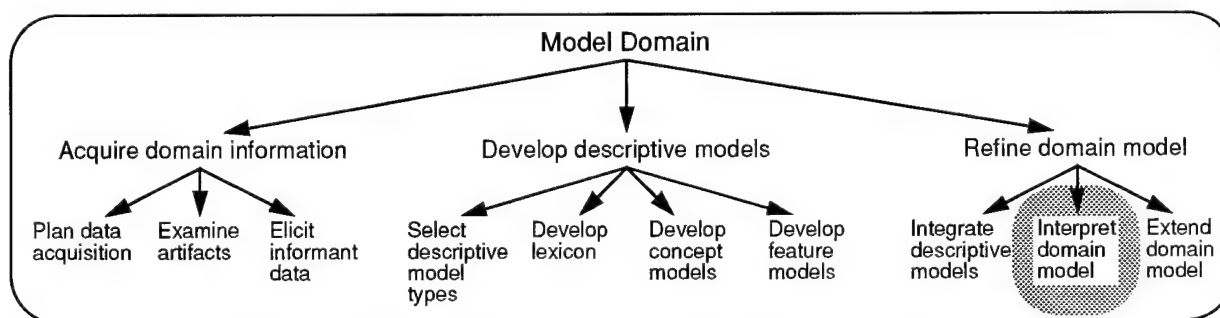 Model Domain
Acquire domain information
Develop descriptive models
Refine domain model
Plan data
acquisition
Examine
artifacts
Elicit
informant
data
Select
descriptive
model
types
Develop
lexicon
Develop
concept
models
Develop
feature
models
Integrate
descriptive
models
Interpret
domain
model
Extend
domain
model